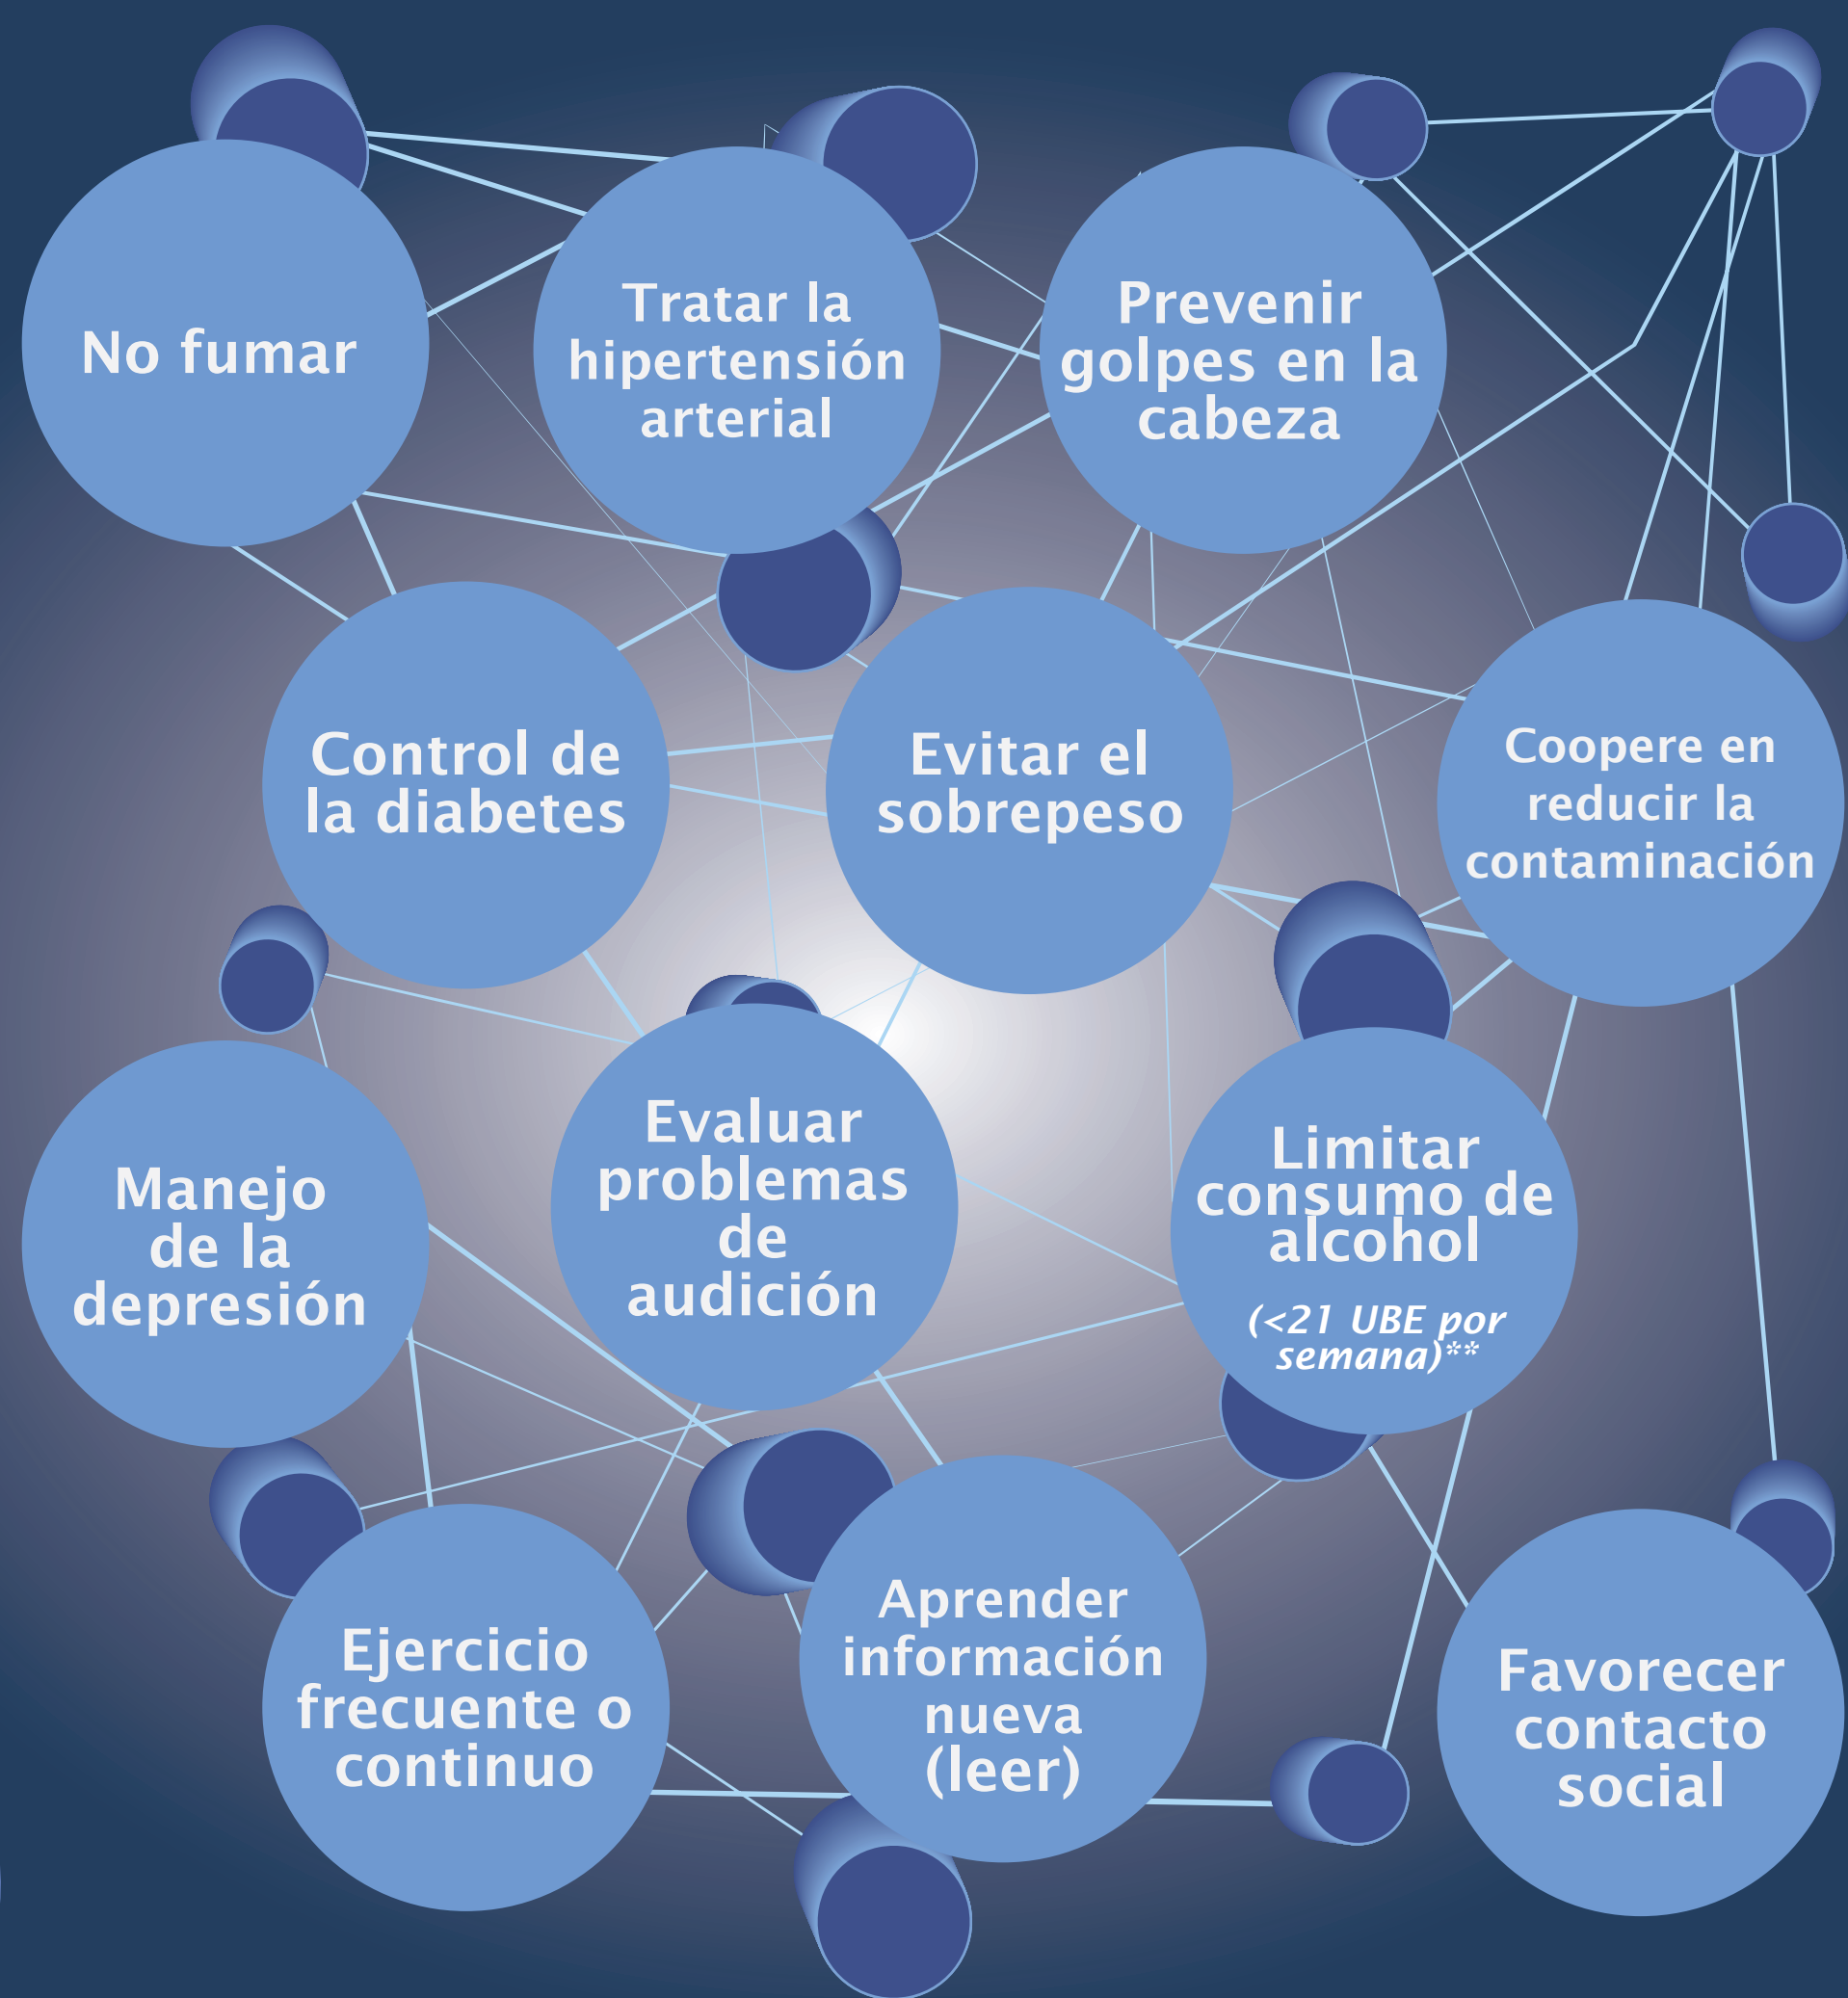 No fumar
Tratar la
hipertensión
arterial
Prevenir
golpes en la
cabeza
Control de
la diabetes
Evitar el
sobrepeso
Coopere en
reducir la
contaminación
Manejo
de la
depresión
Evaluar
problemas
de
audición
Limitar
consumo de
alcohol
(<21 UBE por
semana)**
Ejercicio
frecuente o
continuo
Aprender
información
nueva
(leer)
Favorecer
contacto
social